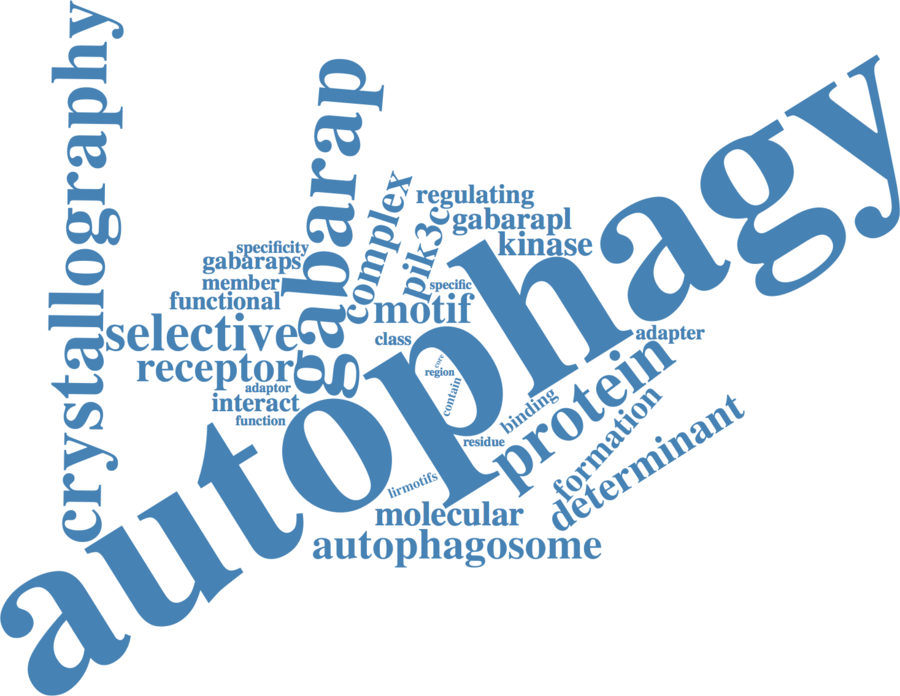 crystallography
gabarap
complex
regulating
pik3c
gabarapl
kinase
specificity
gabaraps
member
specific
functional
motif
selective
class
adapter
receptor
core
region
adaptor
contain
interact
function
binding
protein
residue
formation
determinant
lirmotifs
molecular
autophagosome
autophagy